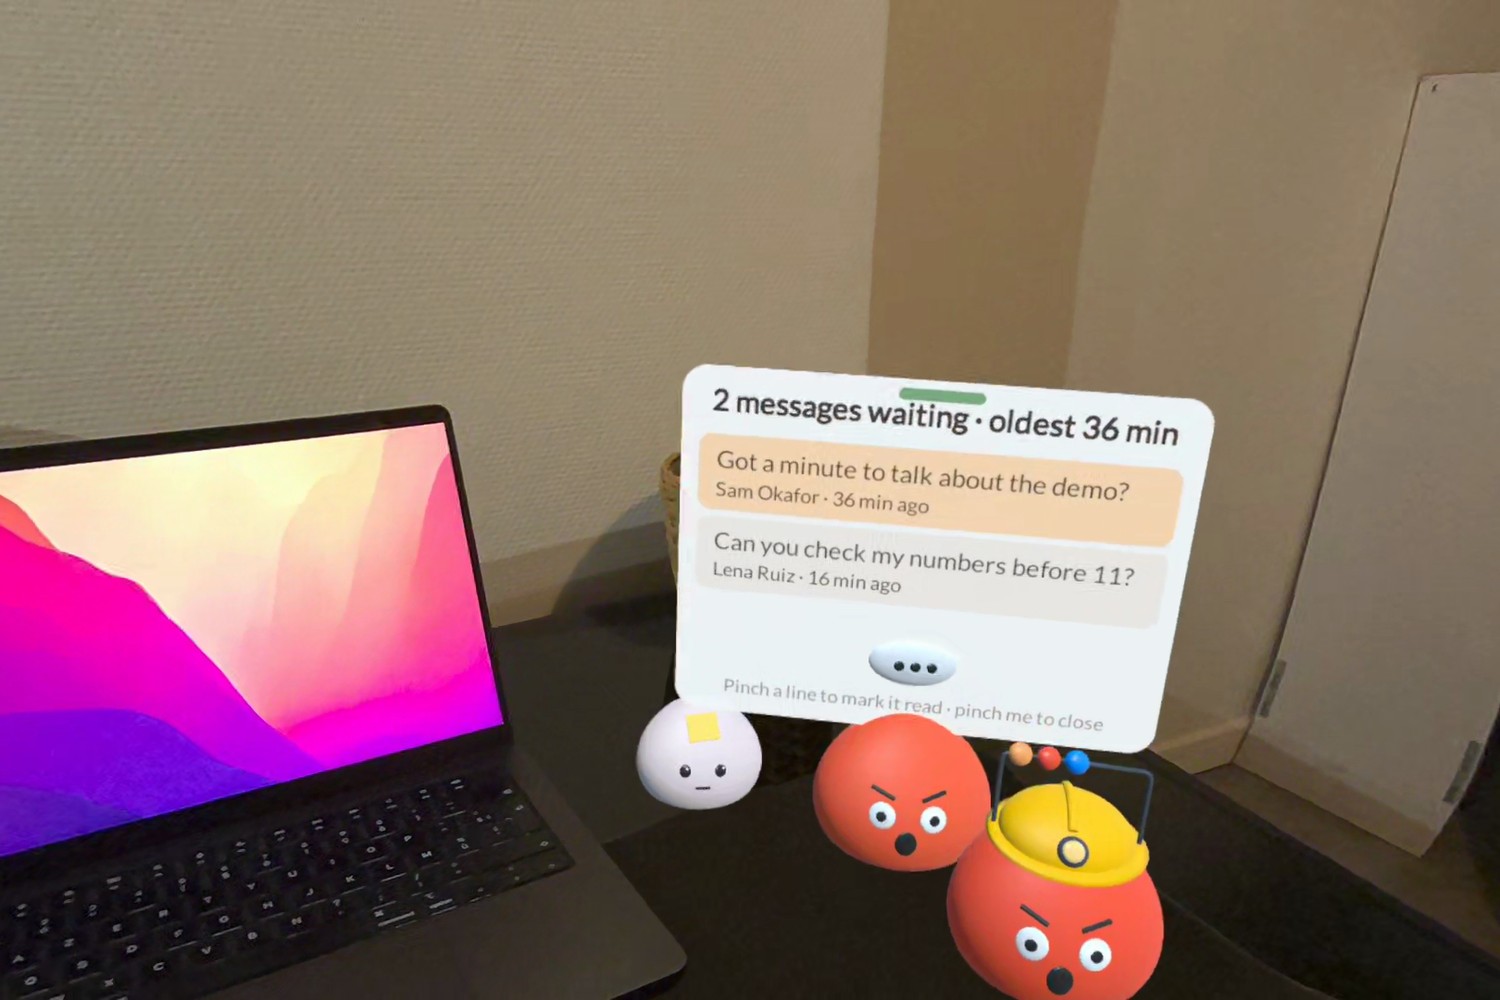 2 messages waiting · oldest 36 min
Got a minute to talk about the demo?
Sam Okafor · 36 min ago
Can you check my numbers before 11?
Lena Ruiz · 16 min ago
Pinch a line to mark it read · pinch me to close